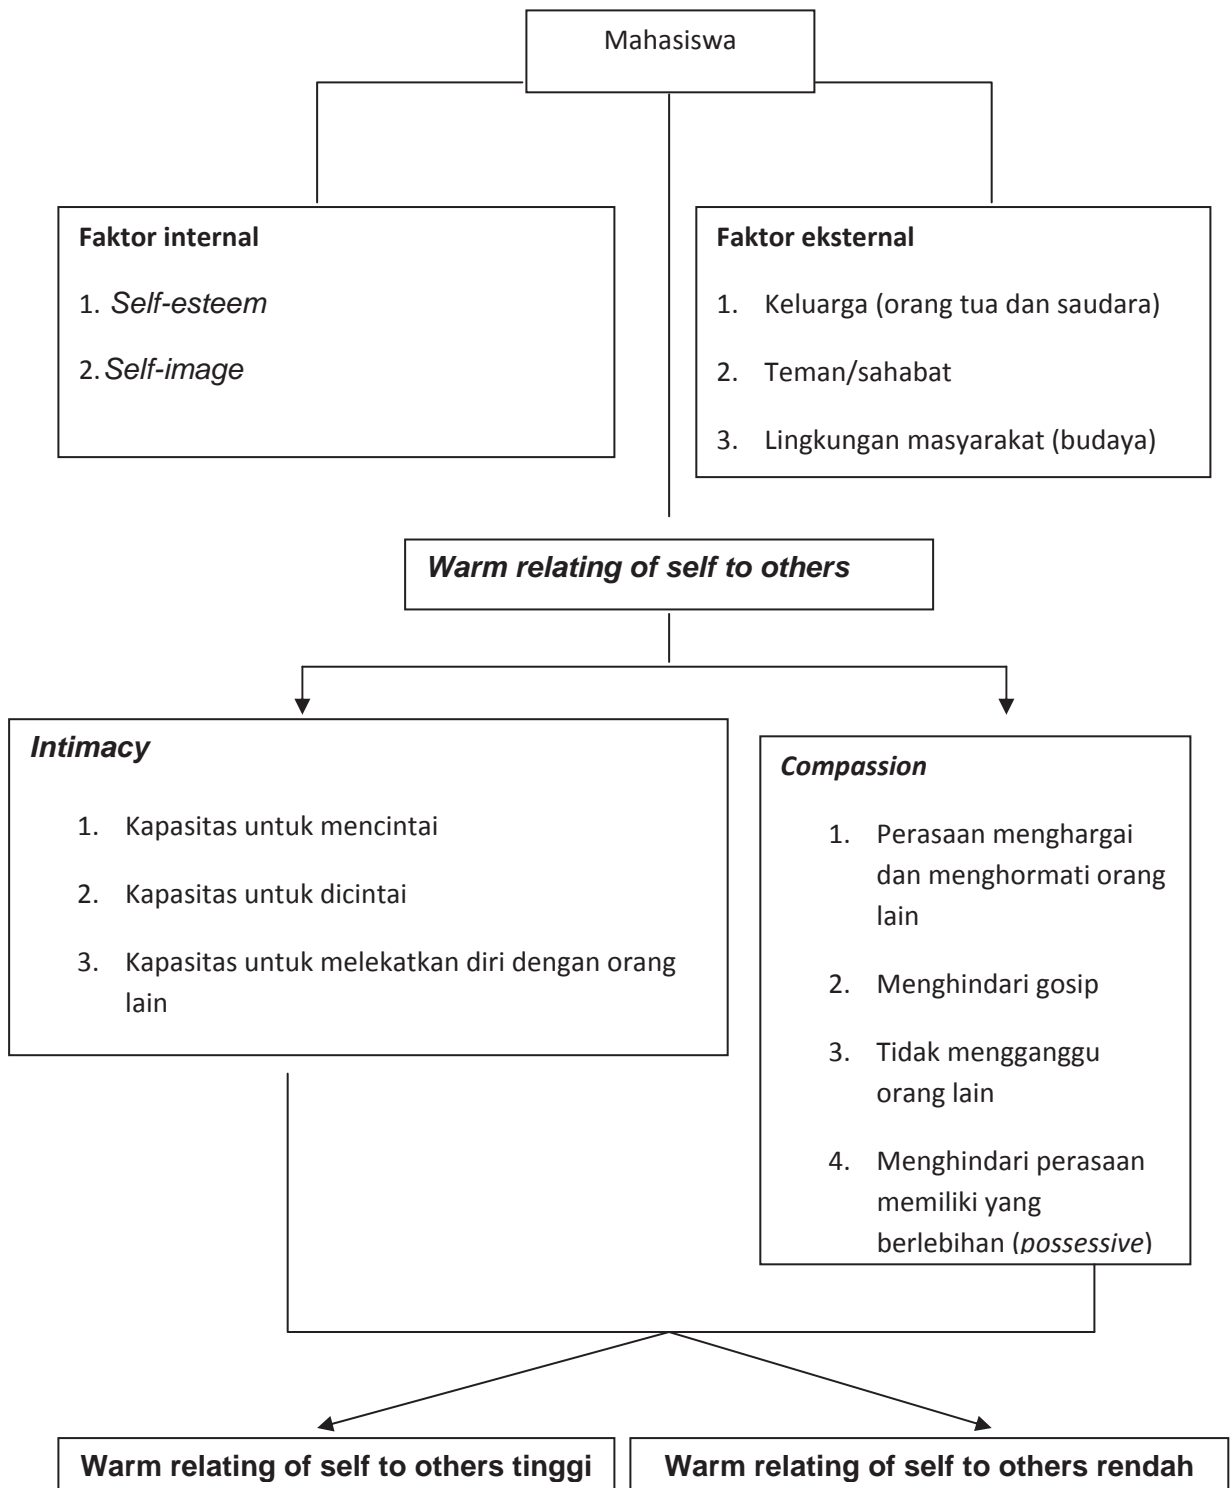 Mahasiswa
Faktor internal
1. Self-esteem
2. Self-image
Faktor eksternal
1. Keluarga (orang tua dan saudara)
2. Teman/sahabat
3. Lingkungan masyarakat (budaya)
Warm relating of self to others
Intimacy
1. Kapasitas untuk mencintai
2. Kapasitas untuk dicintai
3. Kapasitas untuk melekatkan diri dengan orang
lain
Compassion
1. Perasaan menghargai
dan menghormati orang
lain
2. Menghindari gosip
3. Tidak mengganggu
orang lain
4. Menghindari perasaan
memiliki yang
berlebihan (possessive)
Warm relating of self to others tinggi
Warm relating of self to others rendah